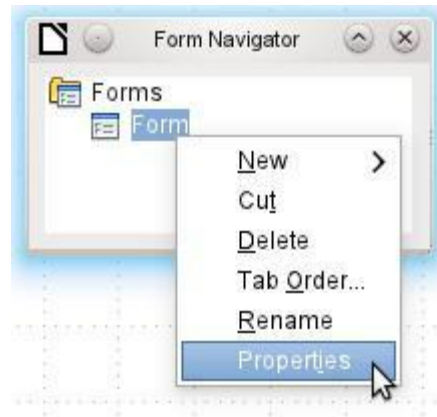 Form Navigator
Forms
Form
New
Cut
Delete
Tab Order...
Rename
Properties